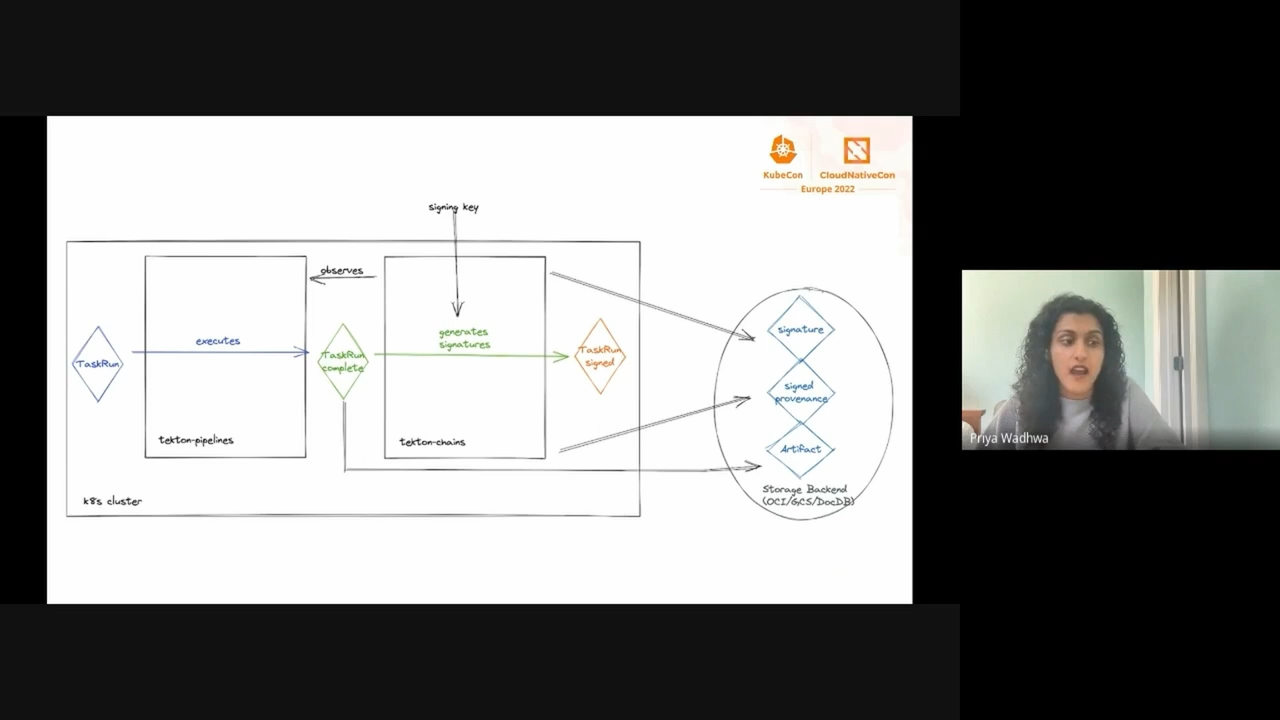 KubeCon
CloudNativeCon
Europe 2022
signing key
observes
executes
generates
signatures
TaskRun
TaskRun
complete
TaskRun
signed
tekton-pipelines
tekton-chains
k8s cluster
signature
signed
provenance
Artifact
Storage Backend
(OCI/GCS/DocDB)
Priya Wadhwa